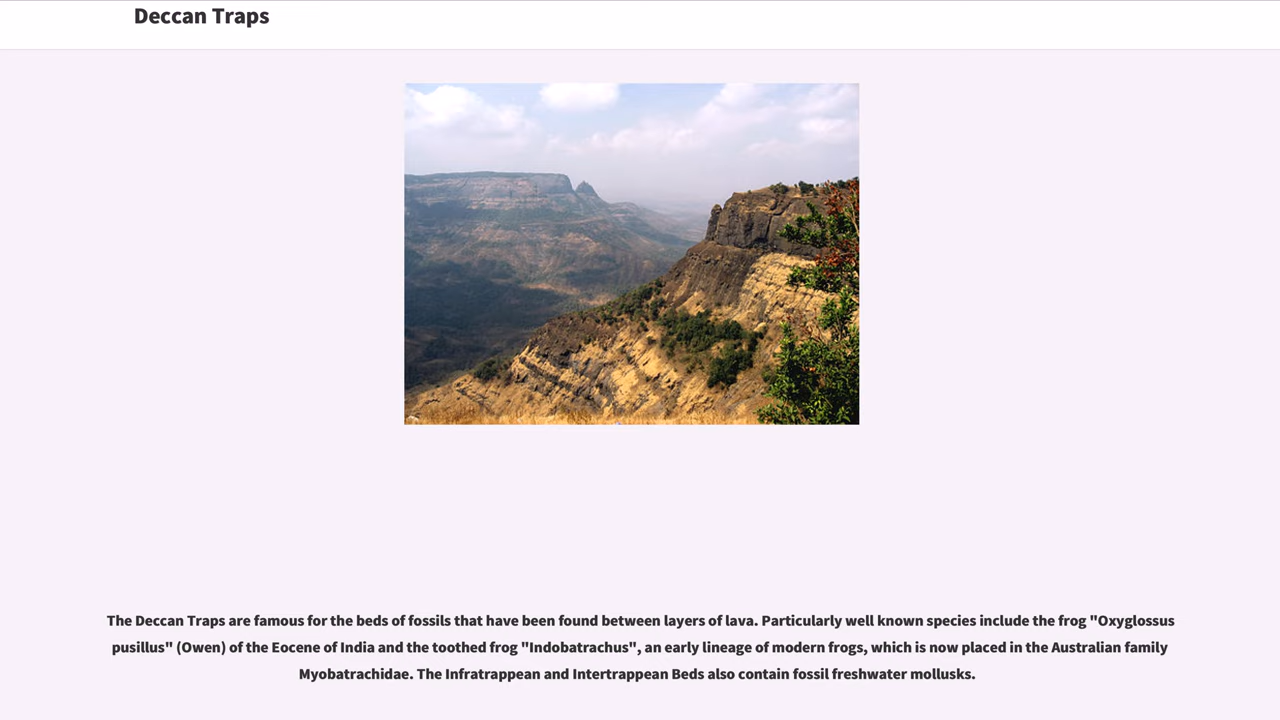 Deccan Traps
The Deccan Traps are famous for the beds of fossils that have been found between layers of lava. Particularly well known species include the frog "Oxyglossus
pusillus" (Owen) of the Eocene of India and the toothed frog "Indobatrachus", an early lineage of modern frogs, which is now placed in the Australian family
Myobatrachidae. The Infratrappean and Intertrappean Beds also contain fossil freshwater mollusks.